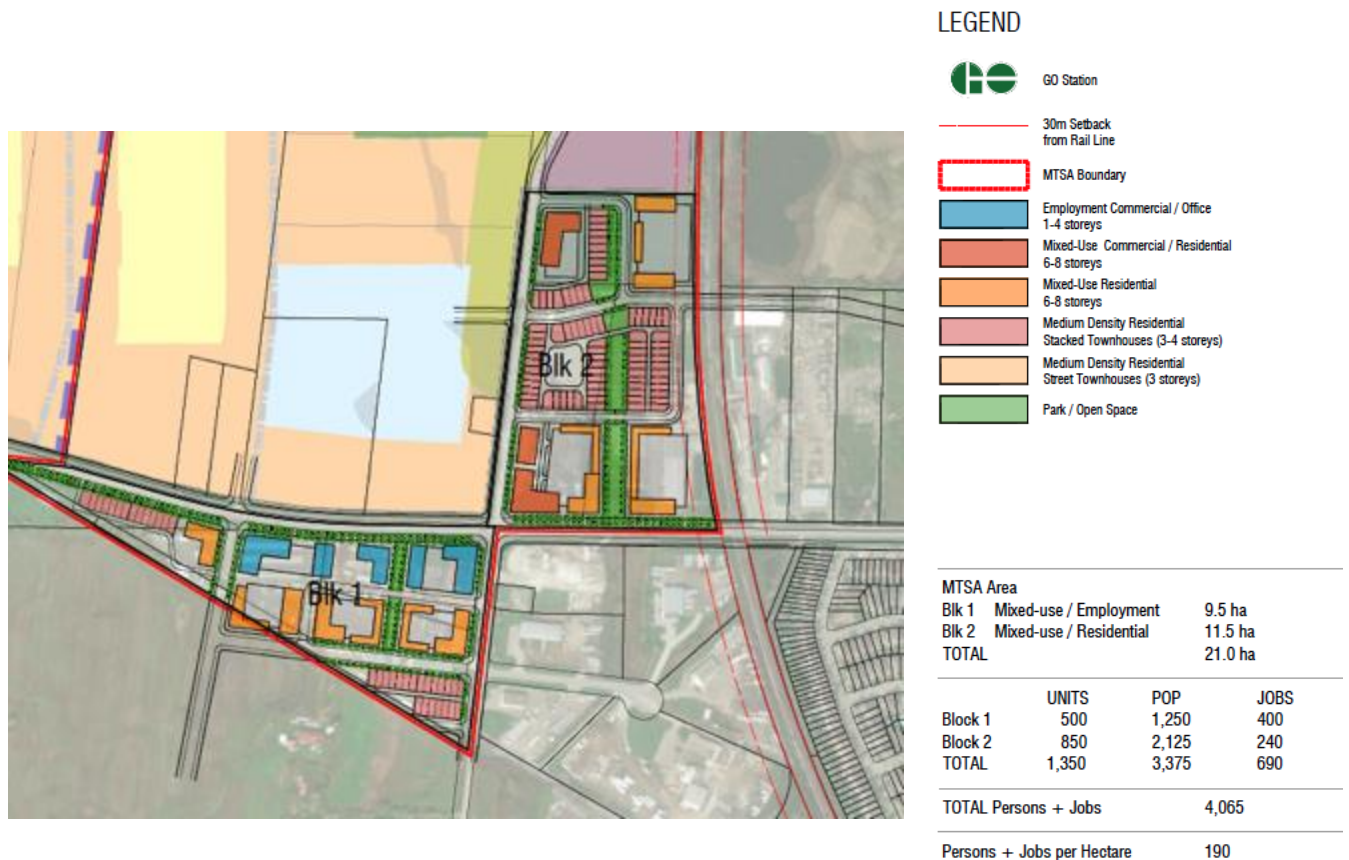 LEGEND
GO
GO Station
30m Setback
from Rail Line
MTSA Boundary
Employment Commercial / Office
1-4 storeys
Mixed-Use Commercial / Residential
6-8 storeys
Mixed-Use Residential
6-8 storeys
Medium Density Residential
Stacked Townhouses (3-4 storeys)
Medium Density Residential
Street Townhouses (3 storeys)
Park / Open Space
Blk 2
Blk 1
MTSA Area
Blk 1 Mixed-use / Employment 9.5 ha
Blk 2 Mixed-use / Residential 11.5 ha
TOTAL 21.0 ha
UNITS POP JOBS
Block 1 500 1,250 400
Block 2 850 2,125 240
TOTAL 1,350 3,375 690
TOTAL Persons + Jobs 4,065
Persons + Jobs per Hectare 190